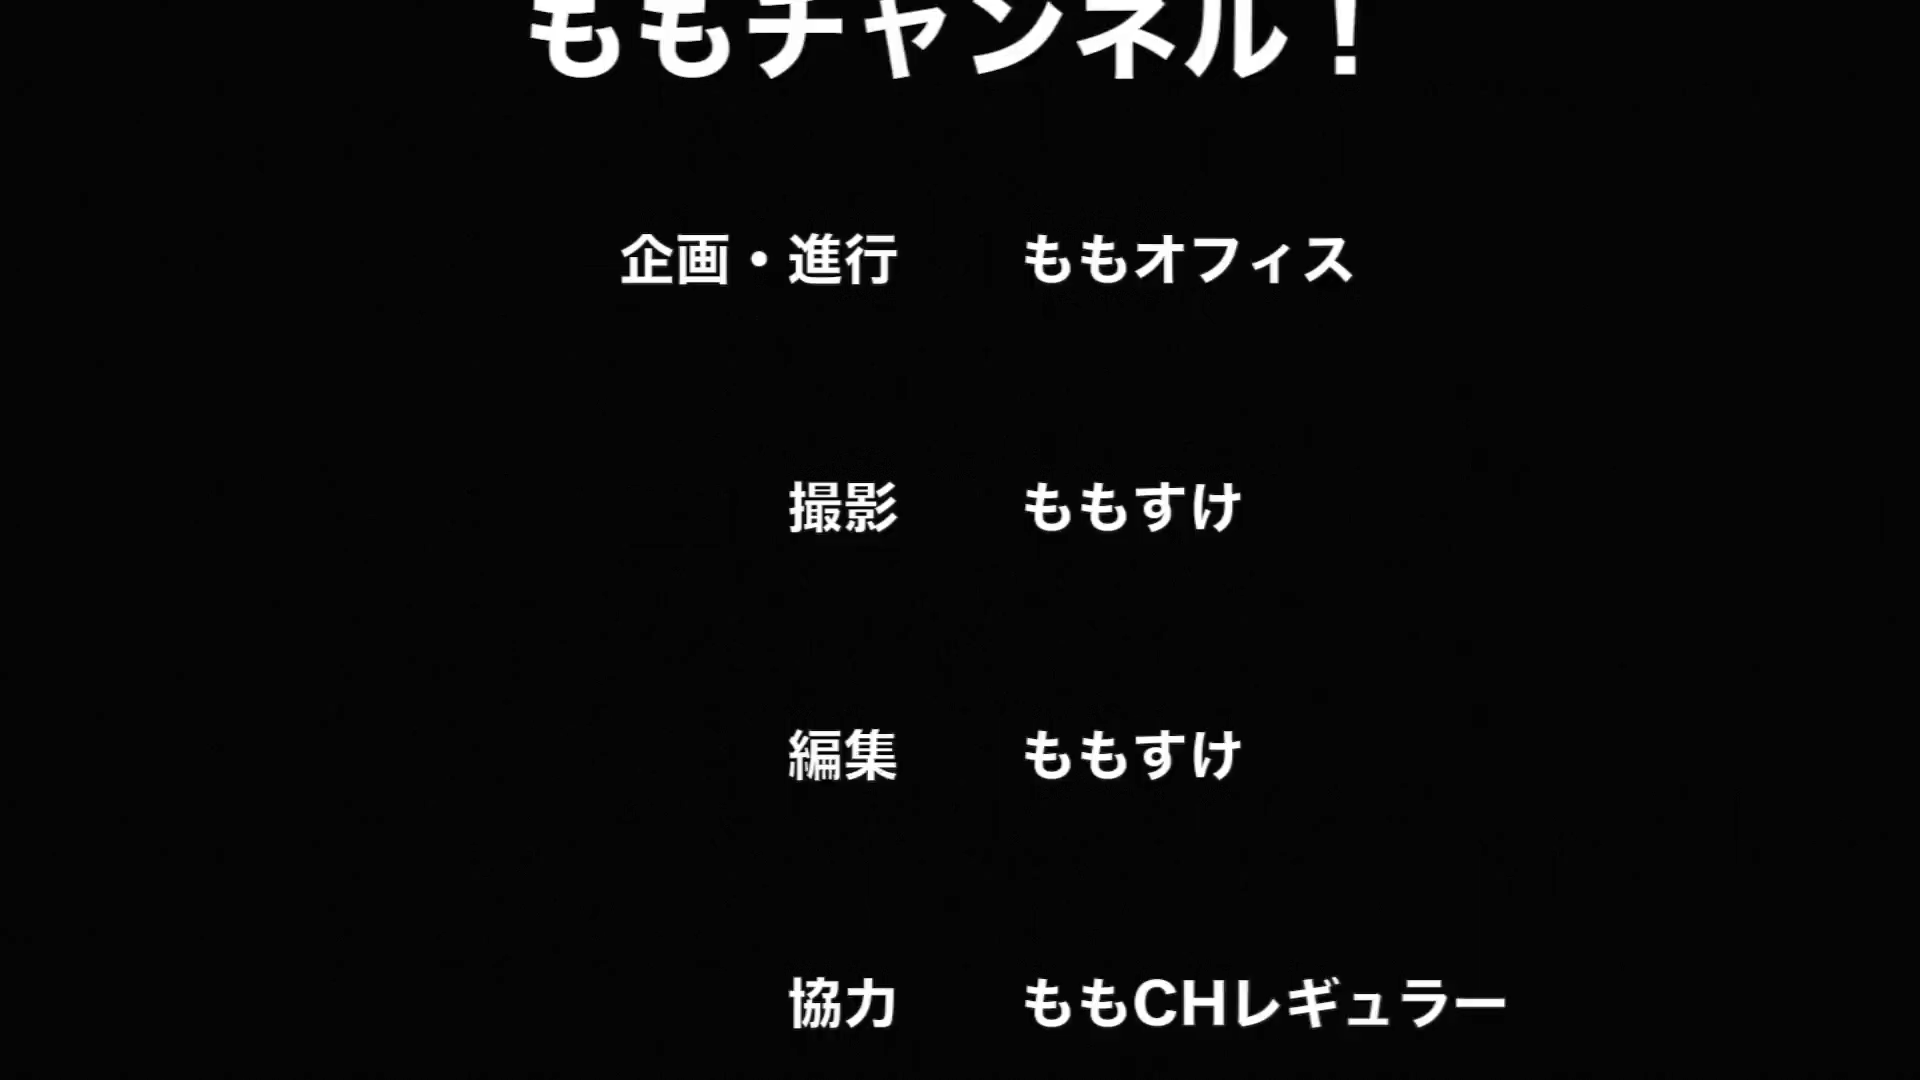 ももチャンネル！
企画・進行 ももオフィス
撮影 ももすけ
編集 ももすけ
協力 ももCHレギュラー